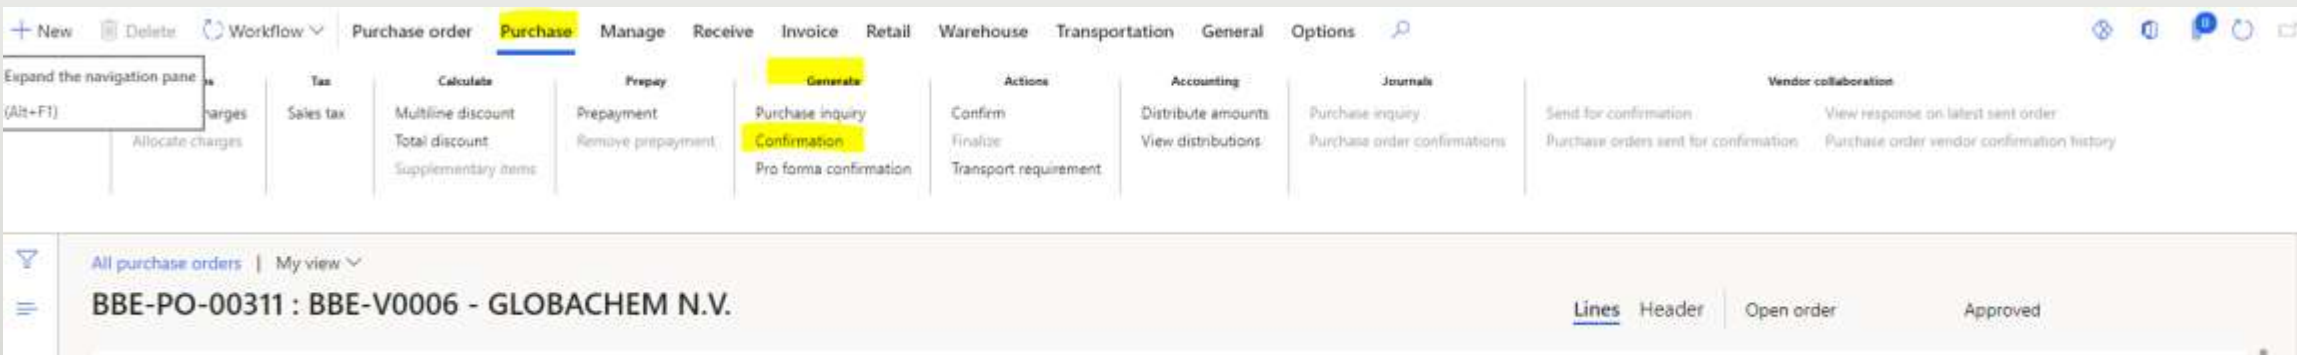 New Delete Workflow Purchase order Purchase Manage Receive Invoice Retail Warehouse Transportation General Options 0
Expand the navigation pane Tax Calculate Prepay Generate Actions Accounting Journals Vendor collaboration
(Alt+F1) Sales tax Multiline discount Prepayment Purchase inquiry Confirm Distribute amounts Purchase inquiry Send for confirmation View response on latest sent order
Allocate charges Total discount Remove prepayment Confirmation Finalize View distributions Purchase order confirmations Purchase orders sent for confirmation Purchase order vendor confirmation history
Supplementary items Pro forma confirmation Transport requirement
All purchase orders | My view
BBE-PO-00311 : BBE-V0006 - GLOBACHEM N.V. Lines Header Open order Approved